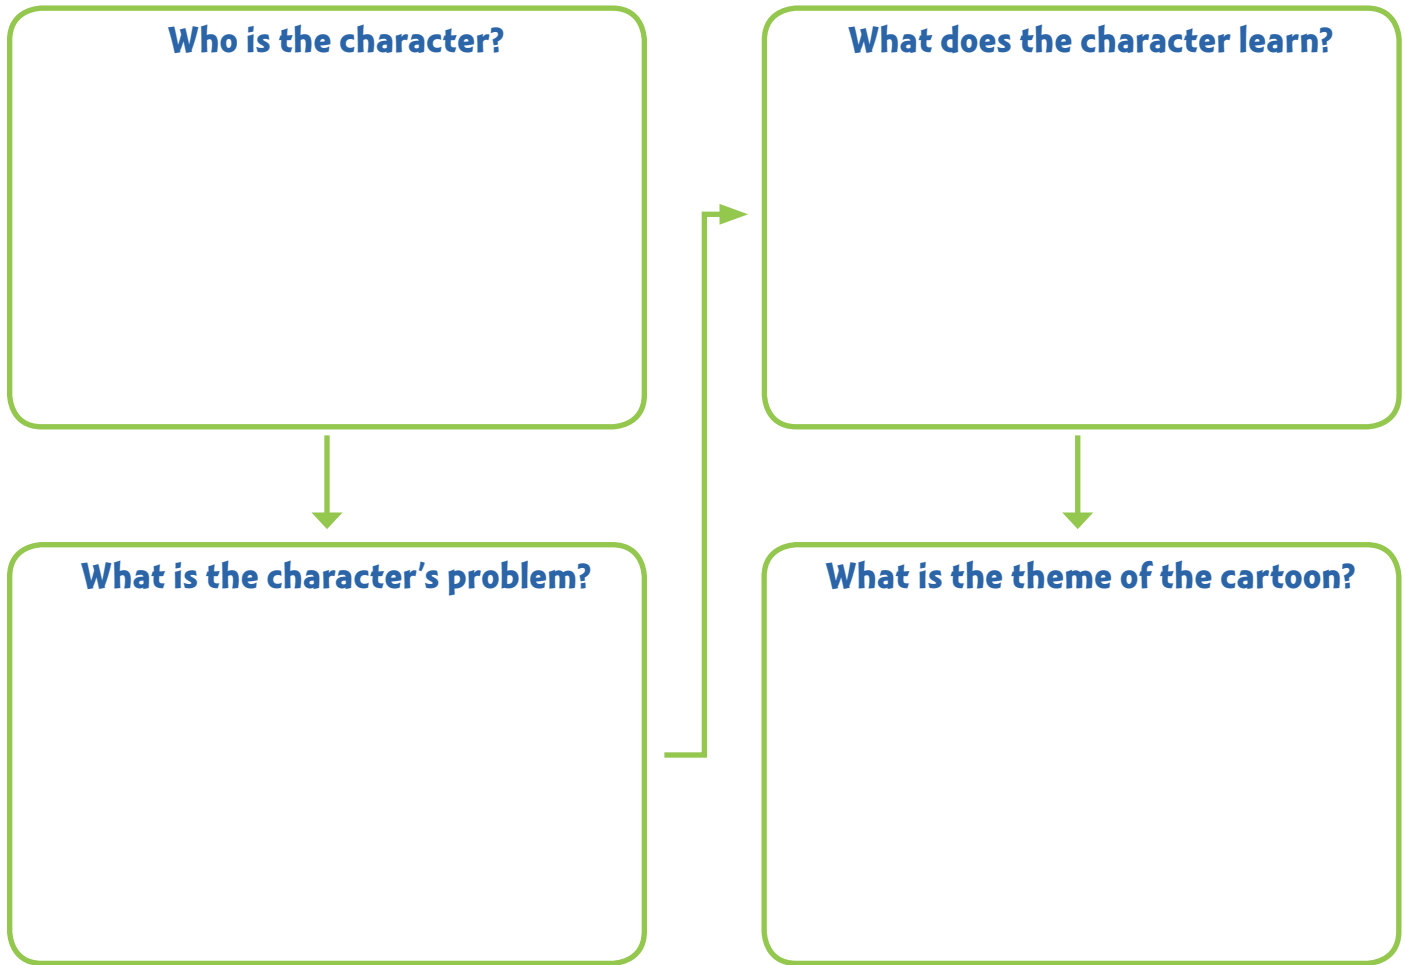 Who is the character?
What is the character's problem?
What does the character learn?
What is the theme of the cartoon?